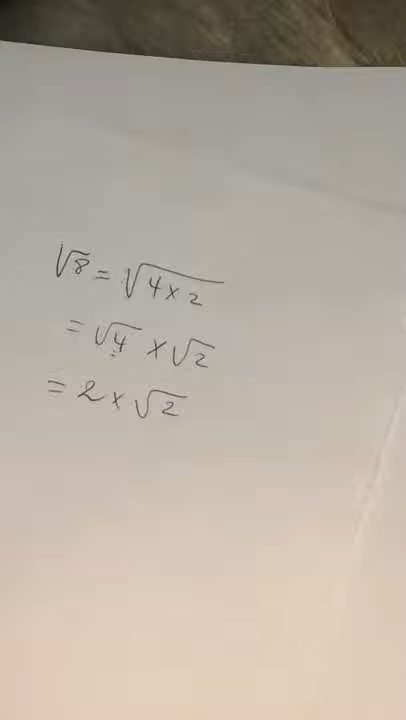 √8 = √4×2
= √4 × √2
= 2 × √2